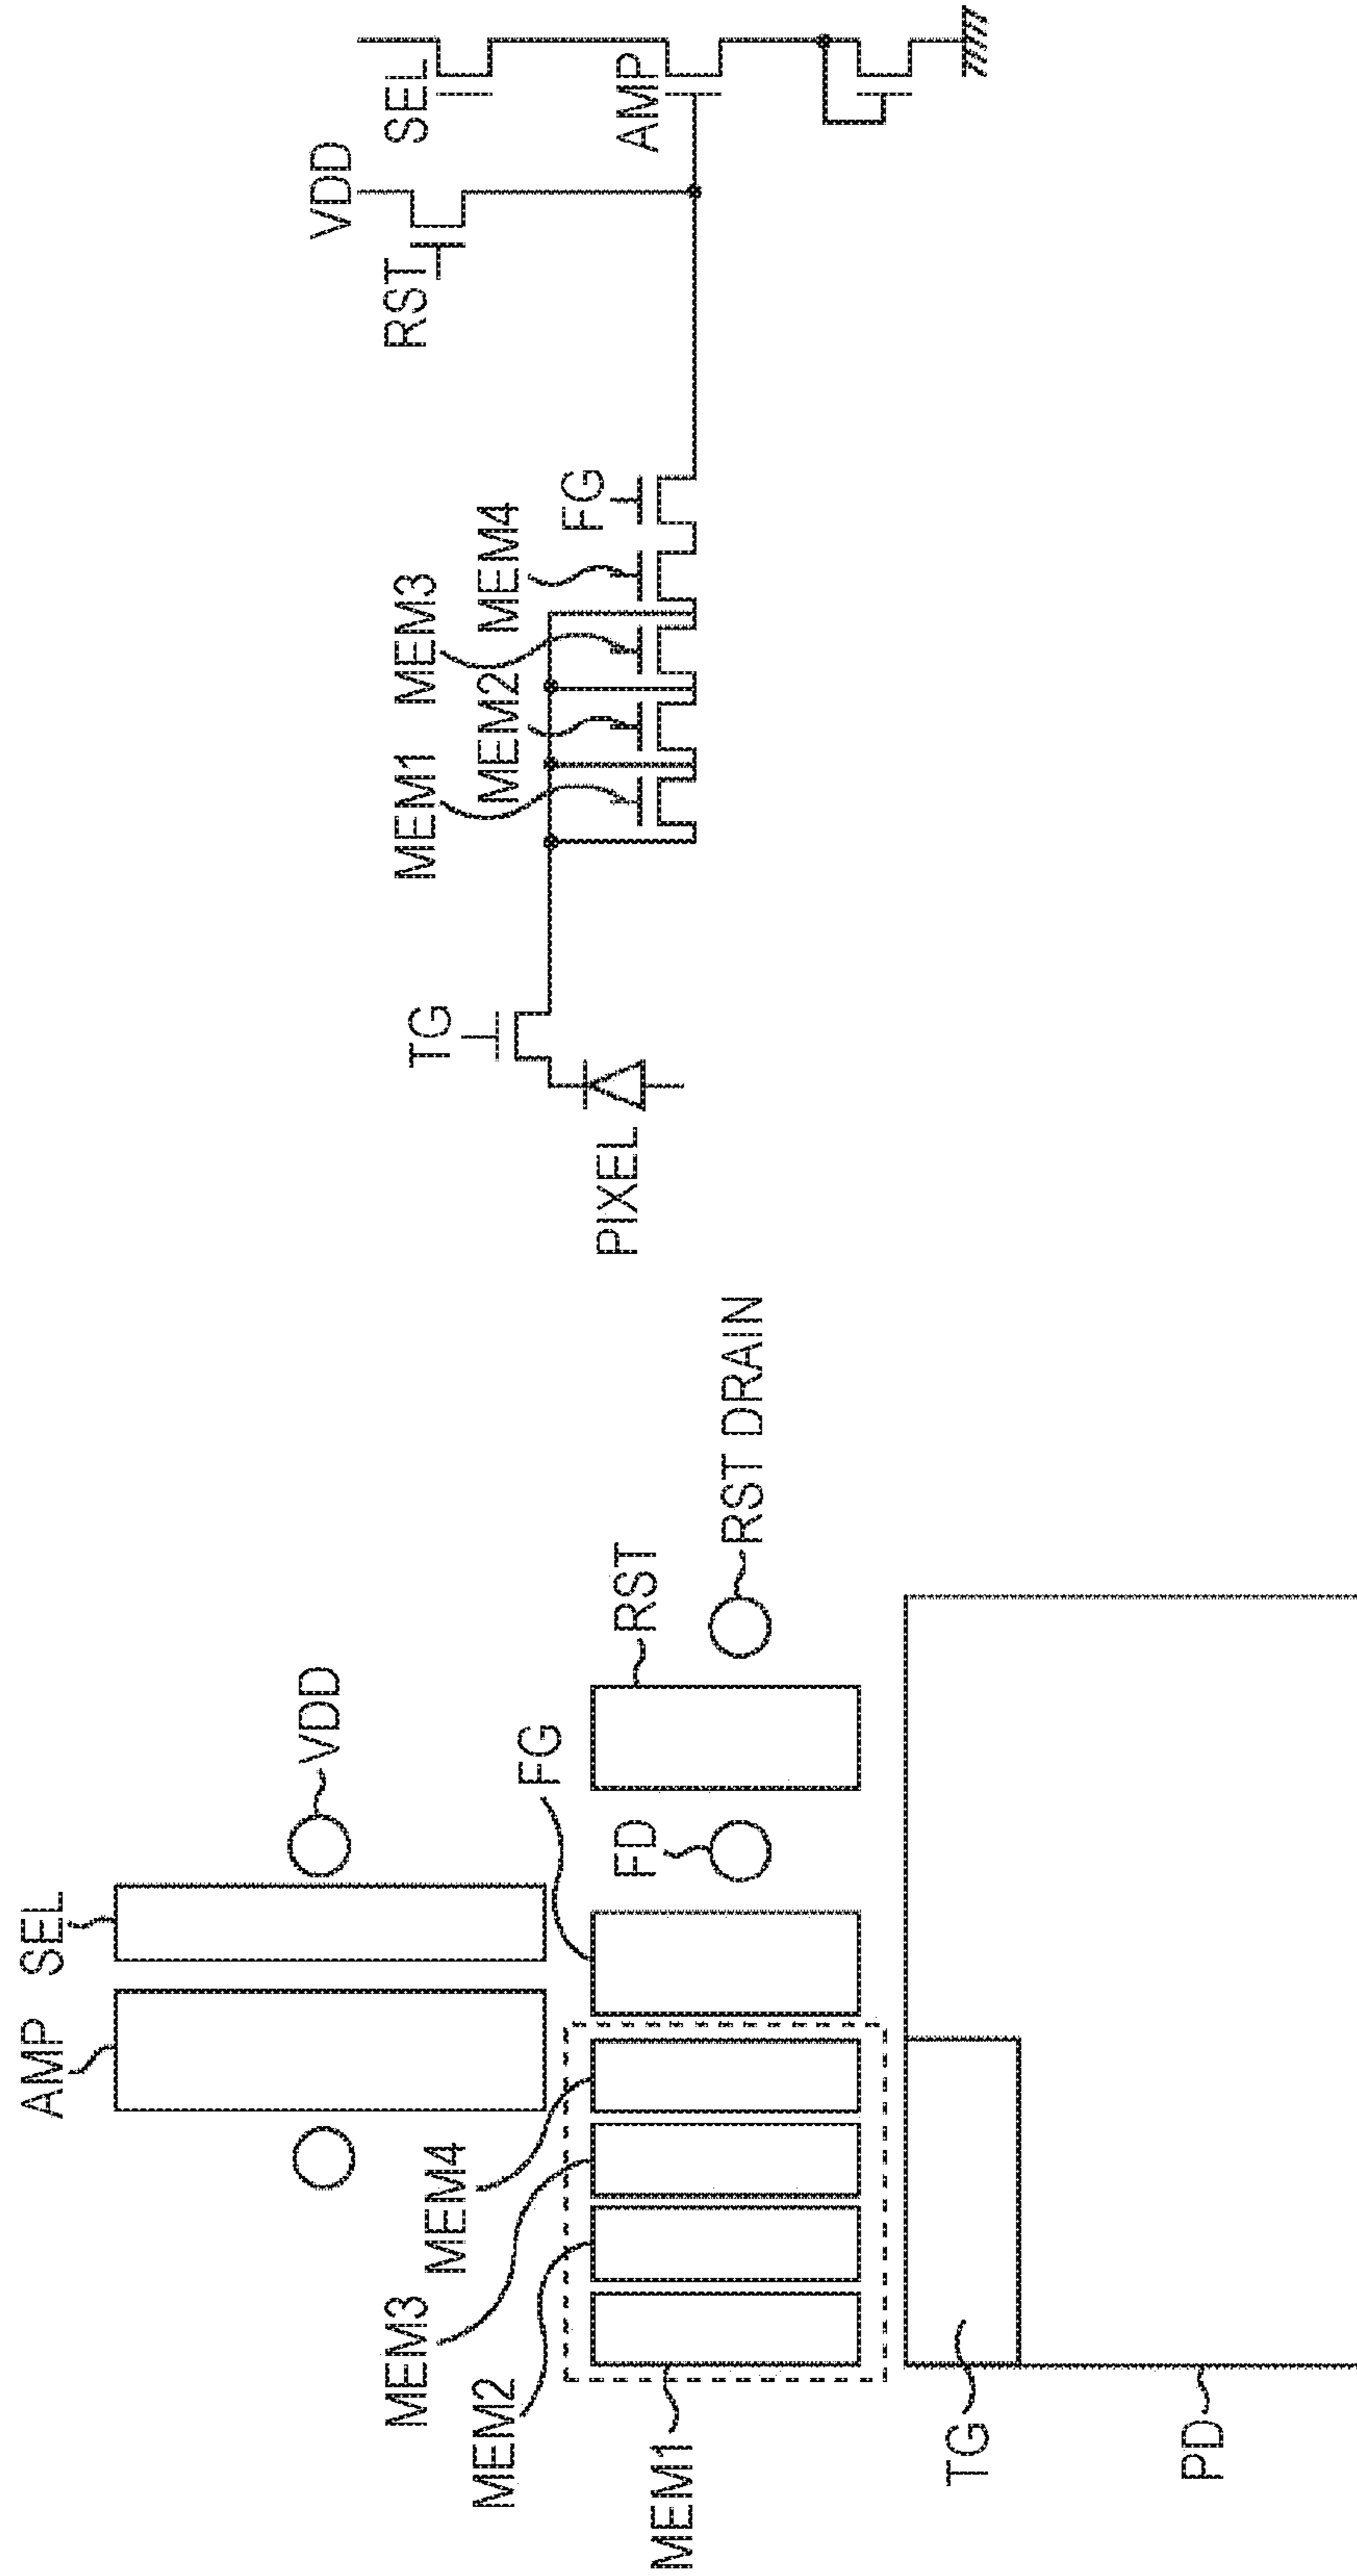 AMP
SEL
VDD
MEM4
MEM3
MEM2
MEM1
FG
FD
RST
RST DRAIN
TG
PD
VDD
SEL
RST
AMP
TG
MEM1
MEM3
MEM2
MEM4
FG
PIXEL